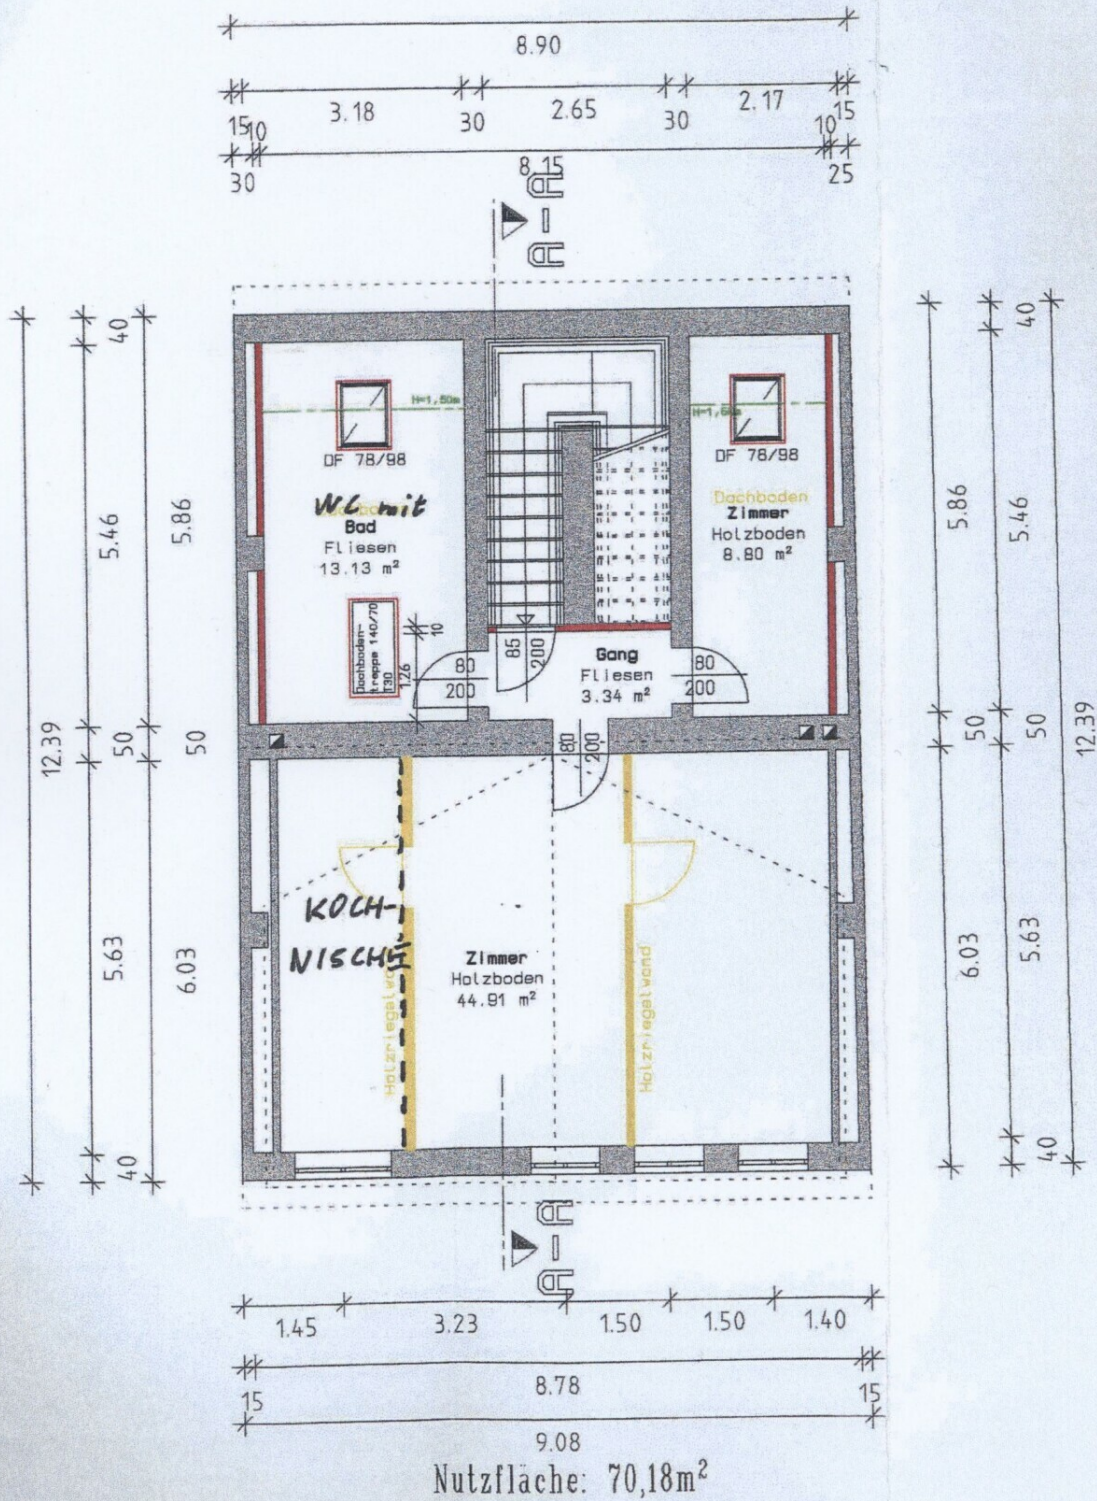 8.90
3.18 2.65 2.17
15 10 30 30 10 15
8.15
30 25
A-A
40
5.46
5.86
50
50
12.39
5.63
6.03
40
40
5.86
5.46
50
50
12.39
6.03
5.63
40
H=1,60m
DF 78/98
WC mit
Bad
Fliesen
13.13 m²
Dachboden-
treppe 140/70
130
10
1.26
80
200
85
200
H=1,60m
DF 78/98
Dachboden
Zimmer
Holzboden
8.80 m²
Gang
Fliesen
3.34 m²
80
200
80
200
KOCH-
NISCHE
Holzriegelwand
Zimmer
Holzboden
44.91 m²
Holzriegelwand
A-A
1.45 3.23 1.50 1.50 1.40
8.78
15 15
9.08
Nutzfläche: 70,18m²